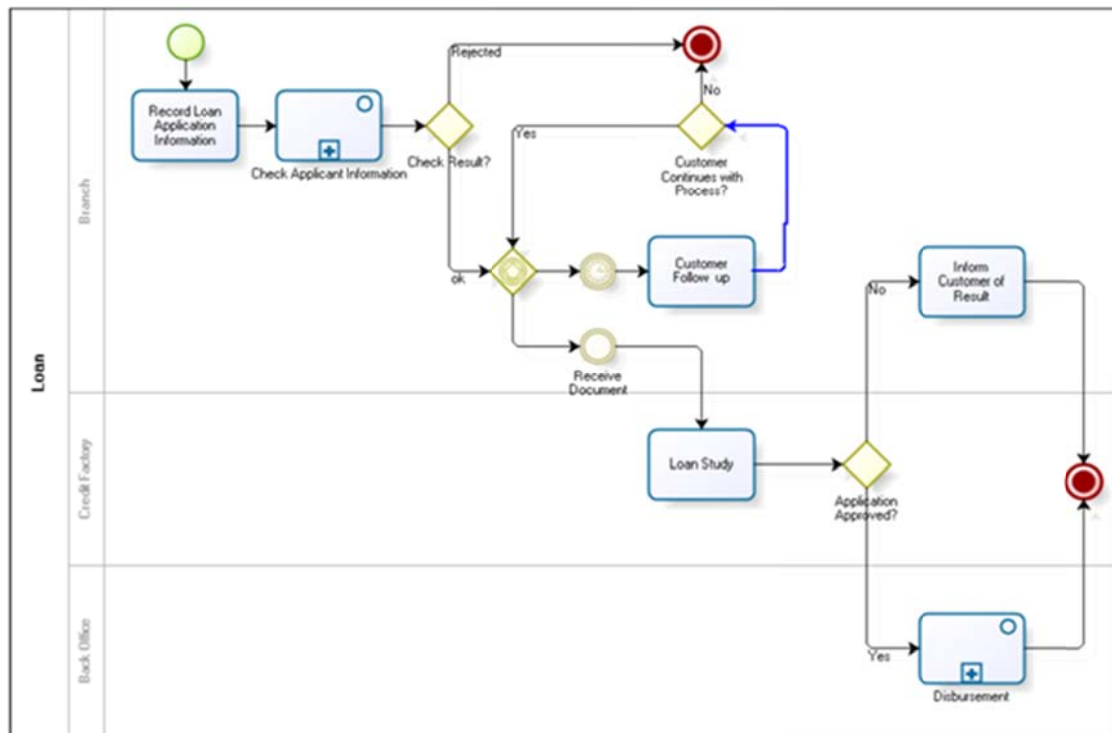 Loan
Branch
Credit Factory
Back Office
Record Loan
Application
Information
Check Applicant Information
Rejected
Check Result?
ok
No
Yes
Customer
Continues with
Process?
Customer
Follow up
Receive
Document
Loan Study
Application
Approved?
No
Inform
Customer of
Result
Yes
Disbursement